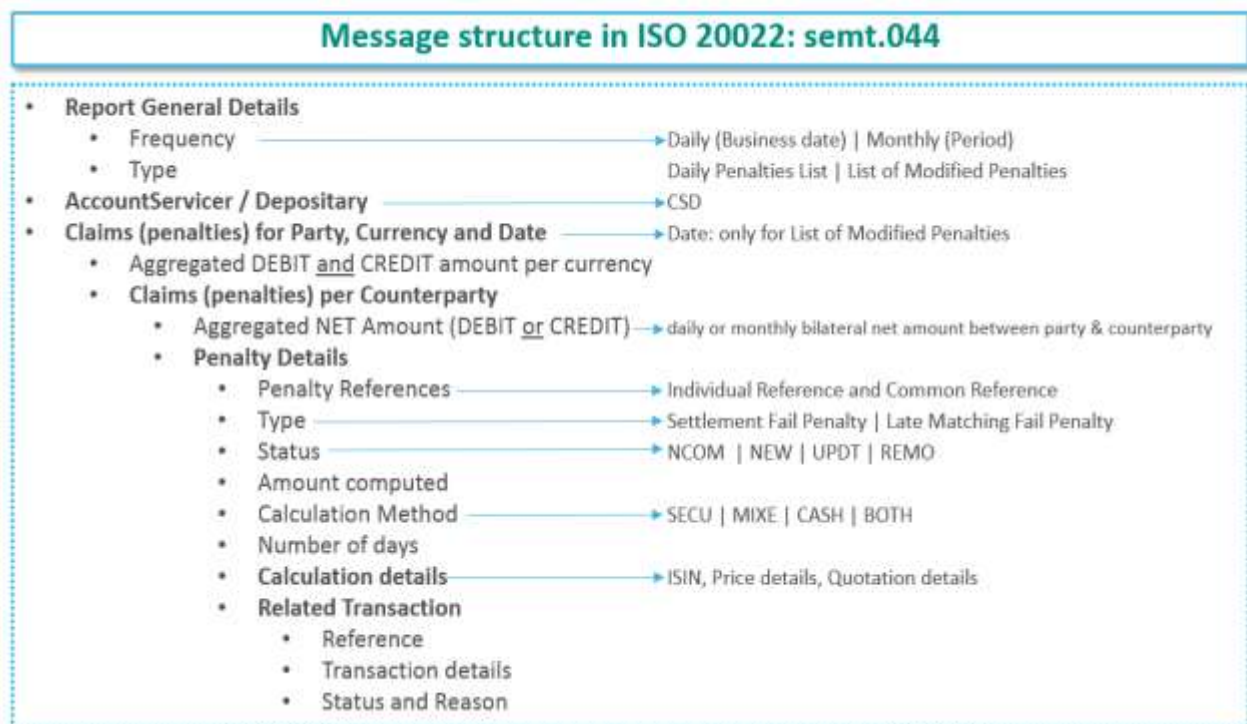 Message structure in ISO 20022: semt.044
• Report General Details
• Frequency Daily (Business date) | Monthly (Period)
• Type Daily Penalties List | List of Modified Penalties
• AccountServicer / Depositary CSD
• Claims (penalties) for Party, Currency and Date Date: only for List of Modified Penalties
• Aggregated DEBIT and CREDIT amount per currency
• Claims (penalties) per Counterparty
• Aggregated NET Amount (DEBIT or CREDIT) daily or monthly bilateral net amount between party & counterparty
• Penalty Details
• Penalty References Individual Reference and Common Reference
• Type Settlement Fail Penalty | Late Matching Fail Penalty
• Status NCOM | NEW | UPDT | REMO
• Amount computed
• Calculation Method SECU | MIXE | CASH | BOTH
• Number of days
• Calculation details ISIN, Price details, Quotation details
• Related Transaction
• Reference
• Transaction details
• Status and Reason